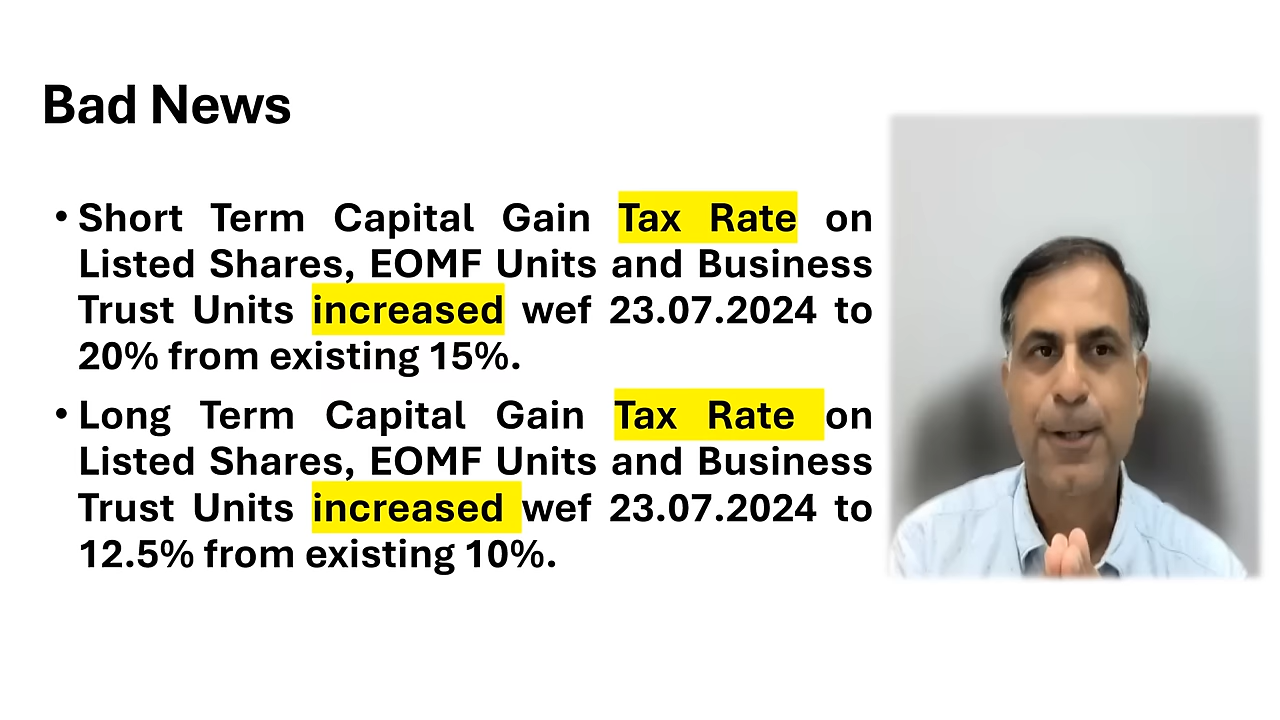 Bad News
• Short Term Capital Gain Tax Rate on
Listed Shares, EOMF Units and Business
Trust Units increased wef 23.07.2024 to
20% from existing 15%.
• Long Term Capital Gain Tax Rate on
Listed Shares, EOMF Units and Business
Trust Units increased wef 23.07.2024 to
12.5% from existing 10%.